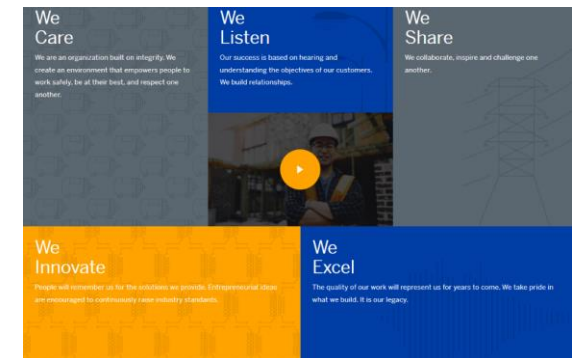 We
Care
We are an organization built on integrity. We
create an environment that empowers people to
work safely, be at their best, and respect one
another.
We
Listen
Our success is based on hearing and
understanding the objectives of our customers.
We build relationships.
We
Share
We collaborate, inspire and challenge one
another.
We
Innovate
People will remember us for the solutions we provide. Entrepreneurial ideas
are encouraged to continuously raise industry standards.
We
Excel
The quality of our work will represent us for years to come. We take pride in
what we build. It is our legacy.